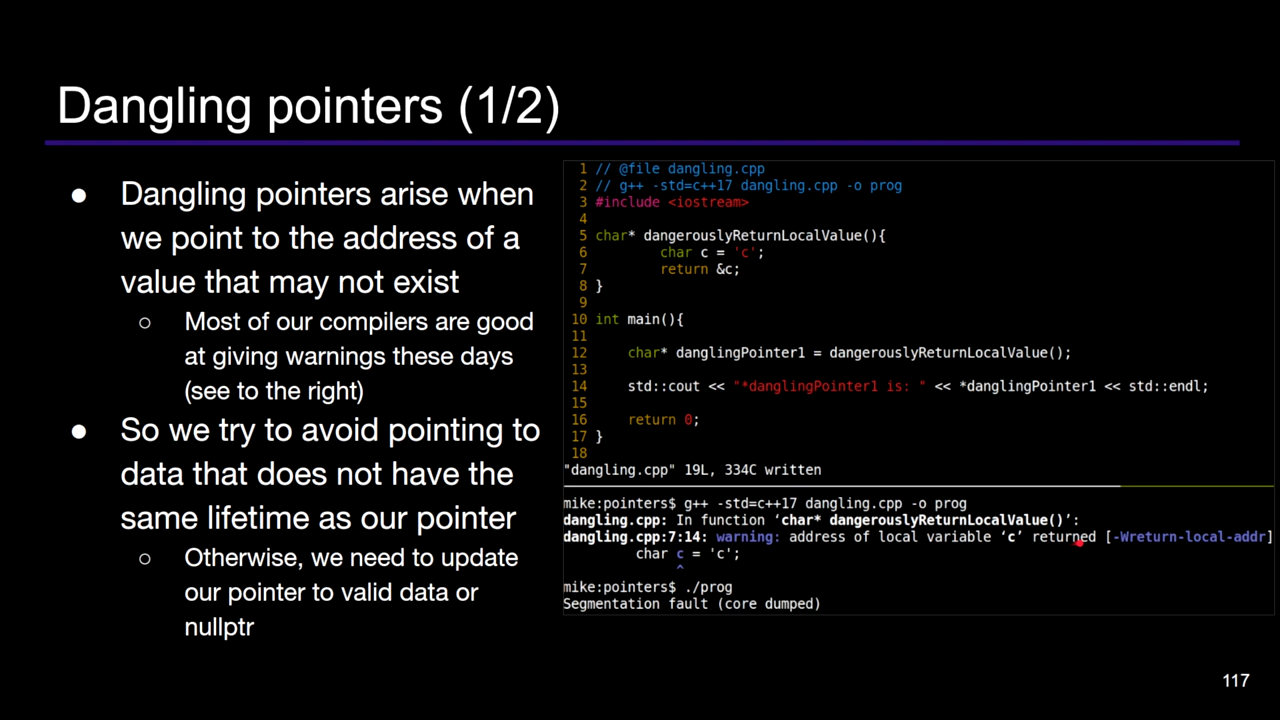 Dangling pointers (1/2)
● Dangling pointers arise when
we point to the address of a
value that may not exist
○ Most of our compilers are good
at giving warnings these days
(see to the right)
● So we try to avoid pointing to
data that does not have the
same lifetime as our pointer
○ Otherwise, we need to update
our pointer to valid data or
nullptr
1 // @file dangling.cpp
2 // g++ -std=c++17 dangling.cpp -o prog
3 #include <iostream>
4
5 char* dangerouslyReturnLocalValue(){
6         char c = 'c';
7         return &c;
8 }
9
10 int main(){
11
12     char* danglingPointer1 = dangerouslyReturnLocalValue();
13
14     std::cout << "*danglingPointer1 is: " << *danglingPointer1 << std::endl;
15
16     return 0;
17 }
18
"dangling.cpp" 19L, 334C written
mike:pointers$ g++ -std=c++17 dangling.cpp -o prog
dangling.cpp: In function ‘char* dangerouslyReturnLocalValue()’:
dangling.cpp:7:14: warning: address of local variable ‘c’ returned [-Wreturn-local-addr]
         char c = 'c';
              ^
mike:pointers$ ./prog
Segmentation fault (core dumped)
117